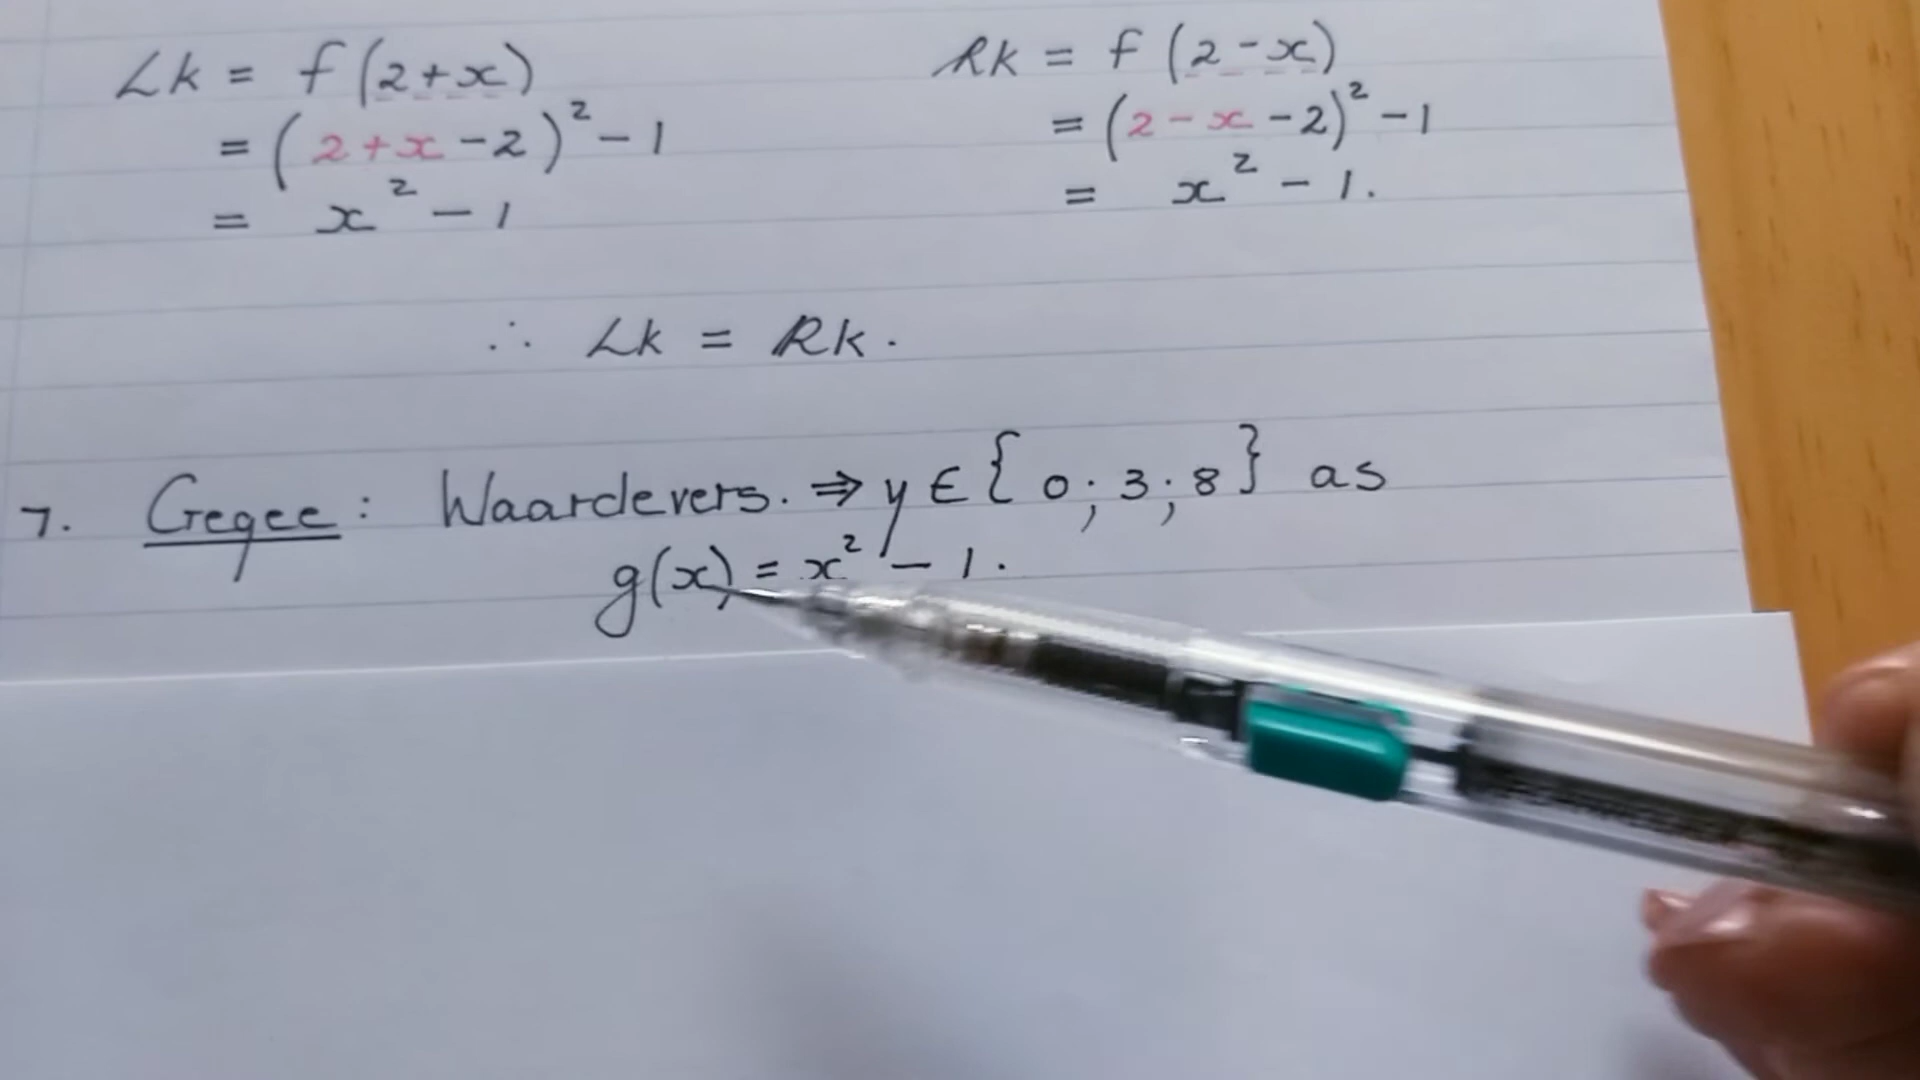 Lk = f(2+x)
= (2+x-2)² - 1
= x² - 1
Rk = f(2-x)
= (2-x-2)² - 1
= x² - 1.
∴ Lk = Rk.
7. Gegee: Waardevers. ⇒ y ∈ {0; 3; 8} as
g(x) = x² - 1.